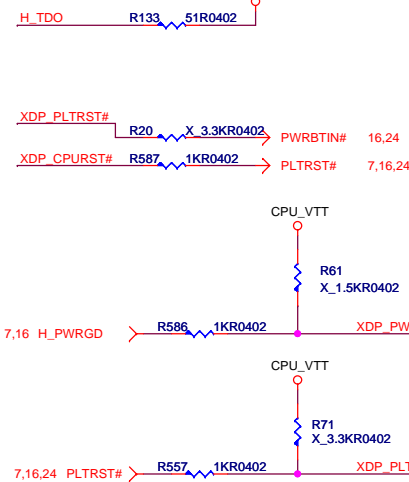 H_TDO R133 51R0402
XDP_PLTRST#
R20 X_3.3KR0402 PWRBTIN# 16,24
XDP_CPURST# R587 1KR0402 PLTRST# 7,16,24
CPU_VTT
R61
X_1.5KR0402
7,16 H_PWRGD R586 1KR0402 XDP_PW
CPU_VTT
R71
X_3.3KR0402
7,16,24 PLTRST# R557 1KR0402 XDP_PLT